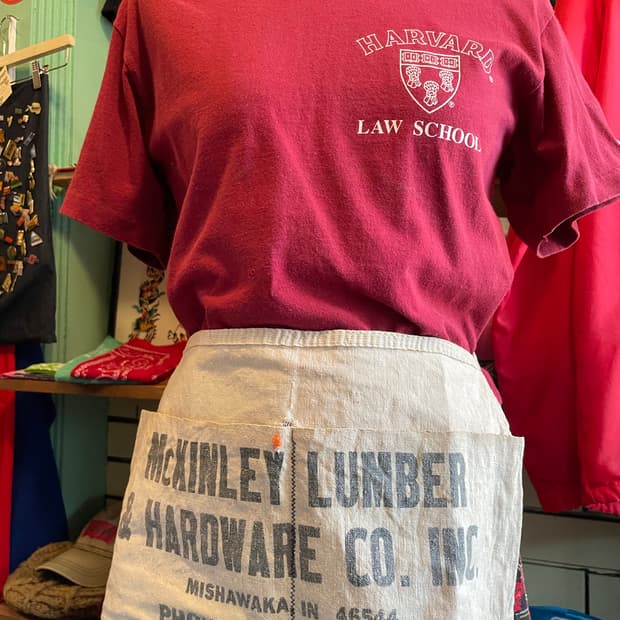 HARVARD
LAW SCHOOL
McKINLEY LUMBER
& HARDWARE CO. INC.
MISHAWAKA IN 46544